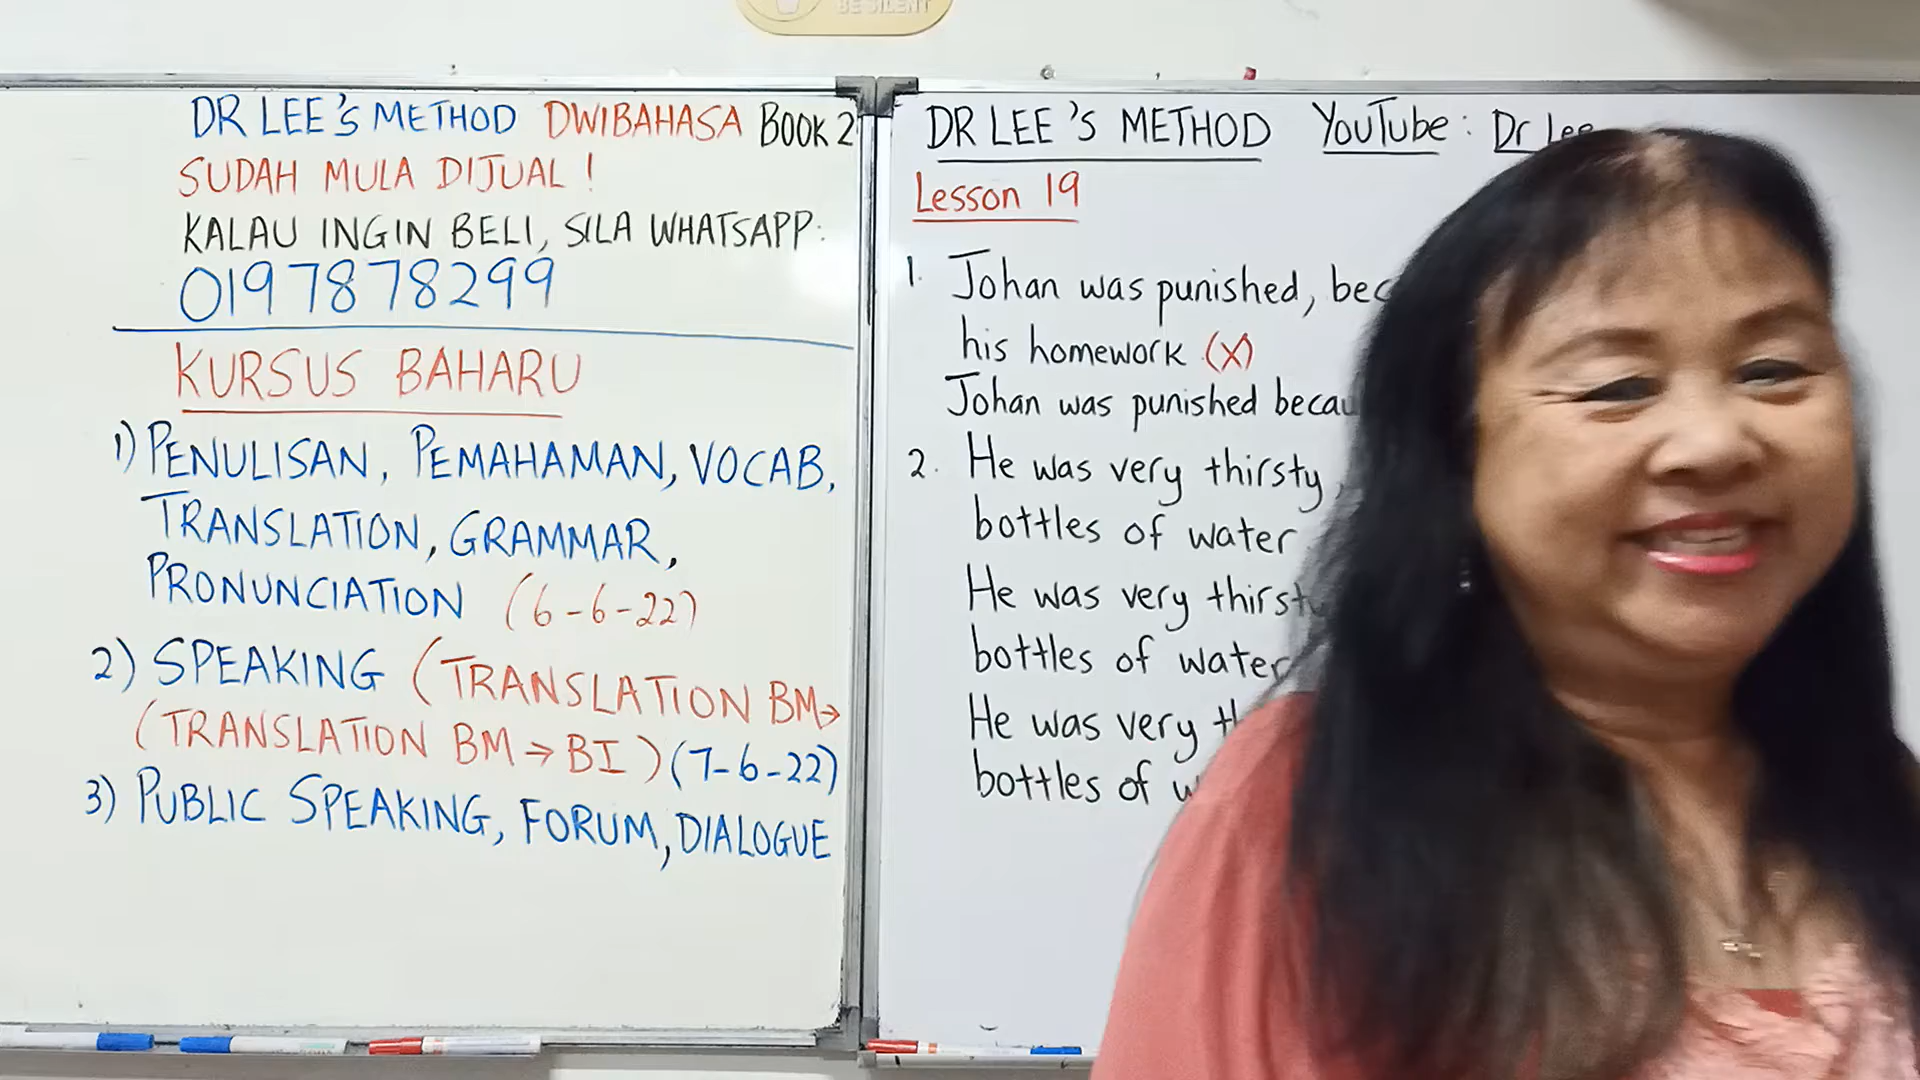 BE SILENT
DR LEE'S METHOD DWIBAHASA BOOK 2
SUDAH MULA DIJUAL !
KALAU INGIN BELI, SILA WHATSAPP:
0197878299
KURSUS BAHARU
1) PENULISAN, PEMAHAMAN, VOCAB,
TRANSLATION, GRAMMAR,
PRONUNCIATION (6-6-22)
2) SPEAKING (TRANSLATION BM→
(TRANSLATION BM→BI) (7-6-22)
3) PUBLIC SPEAKING, FORUM, DIALOGUE
DR LEE'S METHOD YouTube: Dr Lee
Lesson 19
1. Johan was punished, bec
his homework (X)
Johan was punished becau
2. He was very thirsty,
bottles of water
He was very thirsty
bottles of water
He was very th
bottles of w